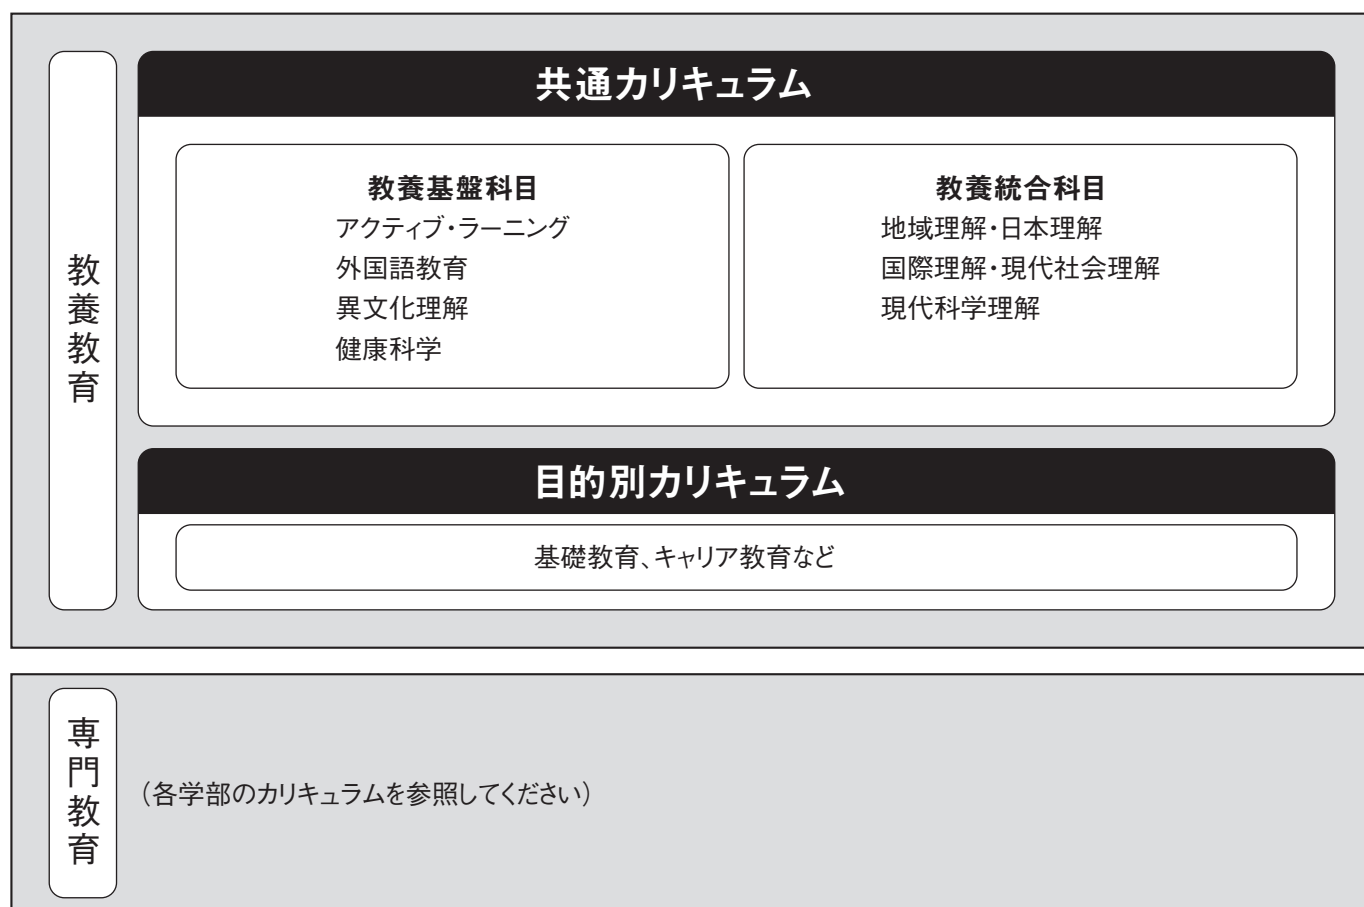 教養教育
共通カリキュラム
教養基盤科目
アクティブ・ラーニング
外国語教育
異文化理解
健康科学
教養統合科目
地域理解・日本理解
国際理解・現代社会理解
現代科学理解
目的別カリキュラム
基礎教育、キャリア教育など
専門教育
（各学部のカリキュラムを参照してください）